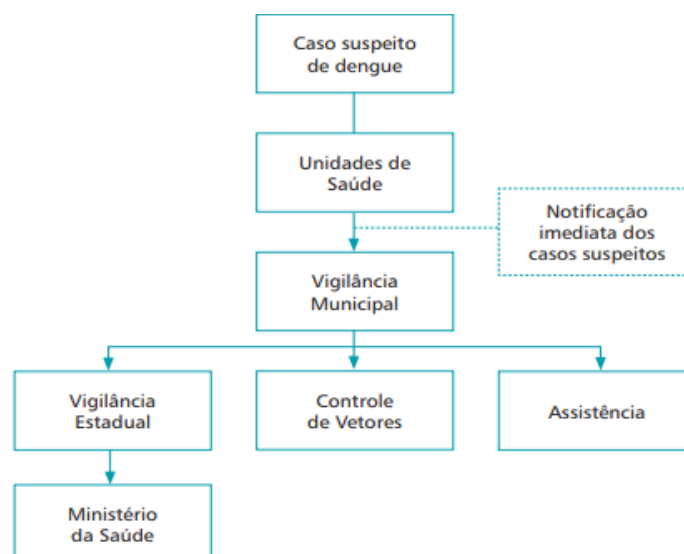 Caso suspeito
de dengue
Unidades de
Saúde
Notificação
imediata dos
casos suspeitos
Vigilância
Municipal
Vigilância
Estadual
Controle
de Vetores
Assistência
Ministério
da Saúde